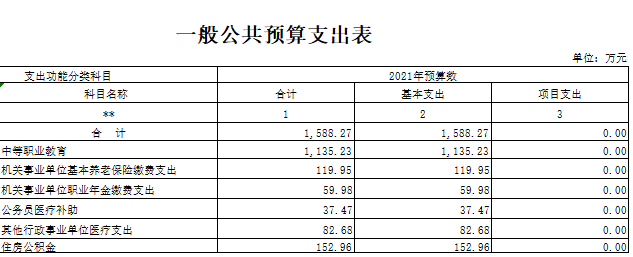 一般公共预算支出表
单位：万元
支出功能分类科目 2021年预算数
科目名称 合计 基本支出 项目支出
** 1 2 3
合 计 1,588.27 1,588.27 0.00
中等职业教育 1,135.23 1,135.23 0.00
机关事业单位基本养老保险缴费支出 119.95 119.95 0.00
机关事业单位职业年金缴费支出 59.98 59.98 0.00
公务员医疗补助 37.47 37.47 0.00
其他行政事业单位医疗支出 82.68 82.68 0.00
住房公积金 152.96 152.96 0.00